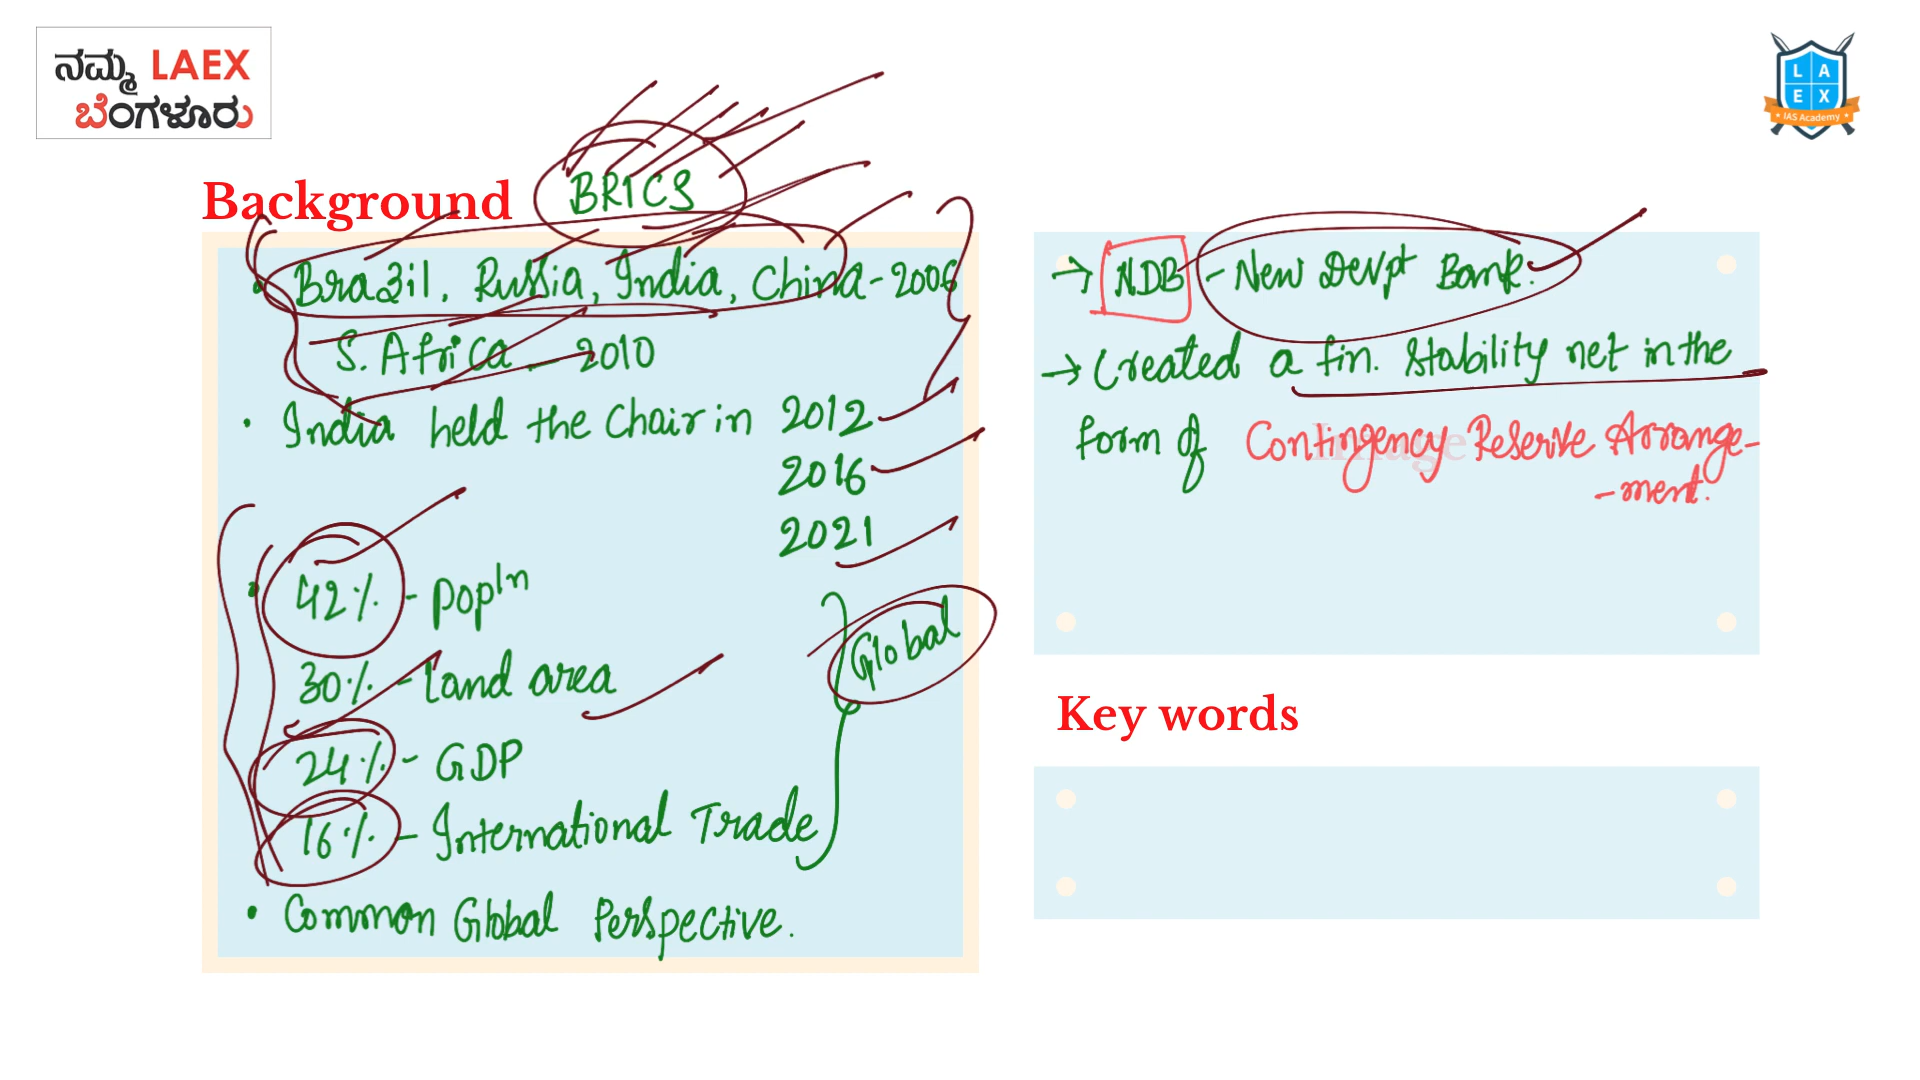 ನಮ್ಮ LAEX
ಬೆಂಗಳೂರು
L A
E X
IAS Academy
Background BRICS
• Brazil, Russia, India, China - 2006
S. Africa - 2010
• India held the Chair in 2012
2016
2021
• 42% - Popln
30% - Land area
24% - GDP
16% - International Trade
Global
• Common Global Perspective.
→ NDB - New Devpt Bank.
→ Created a fin. stability net in the
form of Contingency Reserve Arrange-
-ment.
Image
Key words